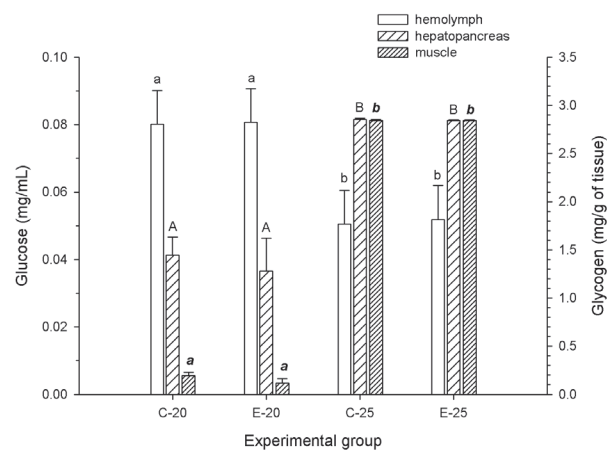 hemolymph
hepatopancreas
muscle
0.10
0.08
0.06
0.04
0.02
0.00
Glucose (mg/mL)
3.5
3.0
2.5
2.0
1.5
1.0
0.5
0.0
Glycogen (mg/g of tissue)
a
A
a
a
A
a
b
B
b
b
B
b
C-20
E-20
C-25
E-25
Experimental group